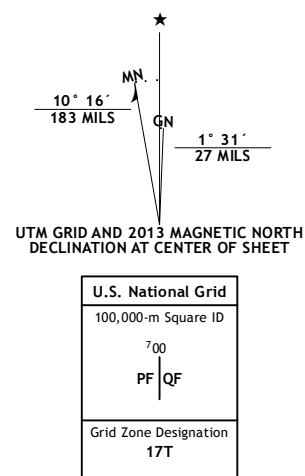 ★
MN
10° 16´
183 MILS
GN
1° 31´
27 MILS
UTM GRID AND 2013 MAGNETIC NORTH
DECLINATION AT CENTER OF SHEET
U.S. National Grid
100,000-m Square ID
⁷00
PF QF
Grid Zone Designation
17T